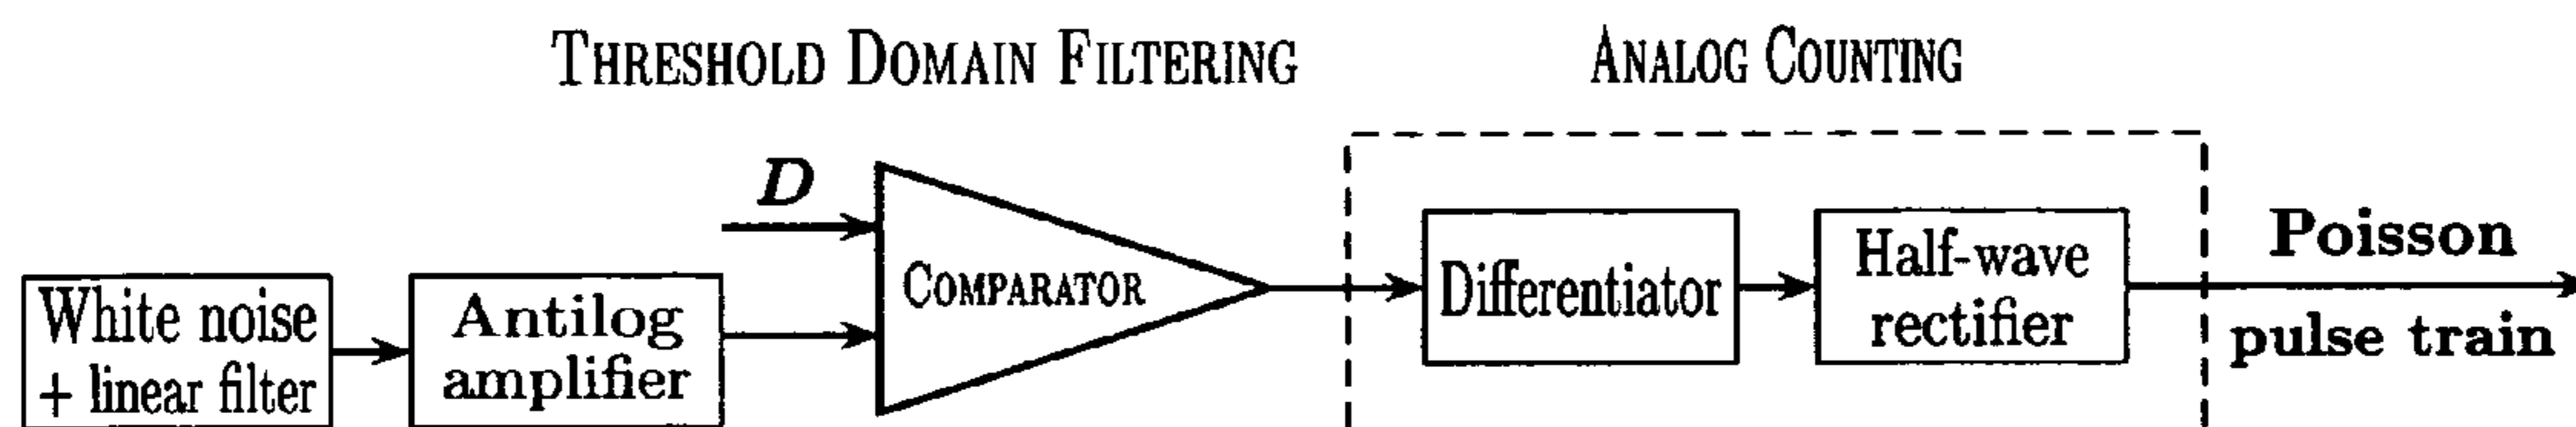 THRESHOLD DOMAIN FILTERING
ANALOG COUNTING
D
White noise
+ linear filter
Antilog
amplifier
COMPARATOR
Differentiator
Half-wave
rectifier
Poisson
pulse train